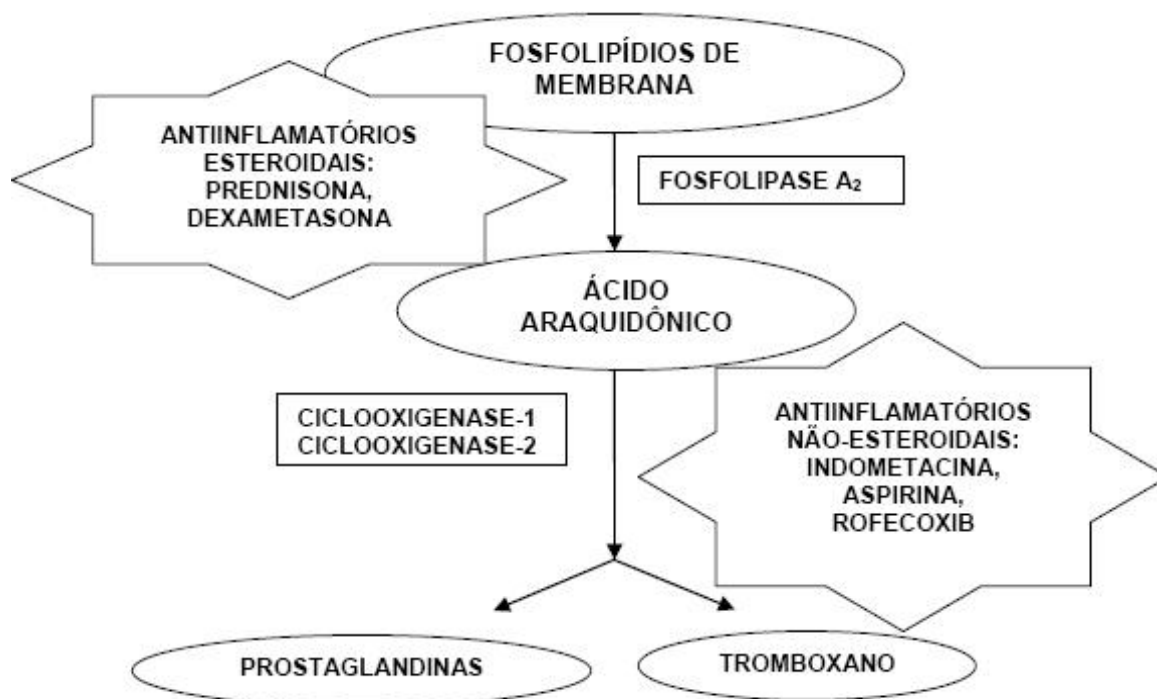 FOSFOLIPÍDIOS DE
MEMBRANA
ANTIINFLAMATÓRIOS
ESTEROIDAIS:
PREDNISONA,
DEXAMETASONA
FOSFOLIPASE A₂
ÁCIDO
ARAQUIDÔNICO
CICLOOXIGENASE-1
CICLOOXIGENASE-2
ANTIINFLAMATÓRIOS
NÃO-ESTEROIDAIS:
INDOMETACINA,
ASPIRINA,
ROFECOXIB
PROSTAGLANDINAS
TROMBOXANO